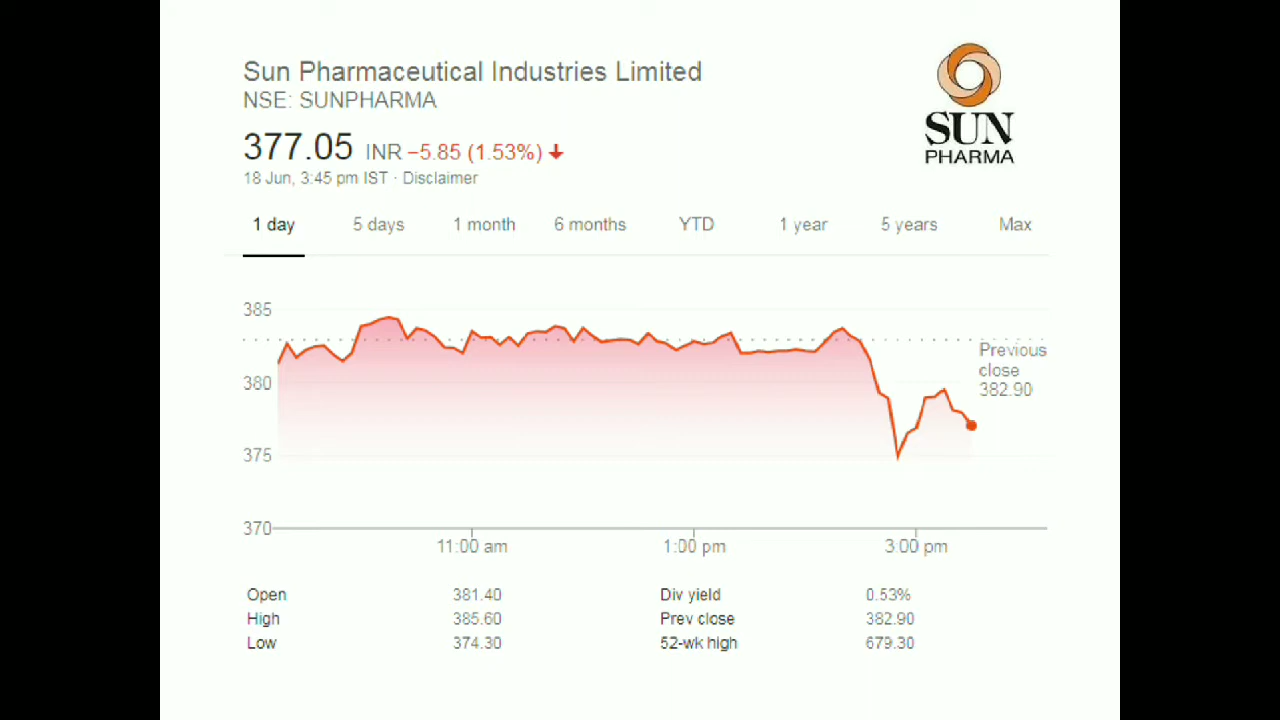 Sun Pharmaceutical Industries Limited
NSE: SUNPHARMA
377.05 INR −5.85 (1.53%)
18 Jun, 3:45 pm IST · Disclaimer
SUN
PHARMA
1 day 5 days 1 month 6 months YTD 1 year 5 years Max
385
380
375
370
Previous
close
382.90
11:00 am 1:00 pm 3:00 pm
Open 381.40 Div yield 0.53%
High 385.60 Prev close 382.90
Low 374.30 52-wk high 679.30